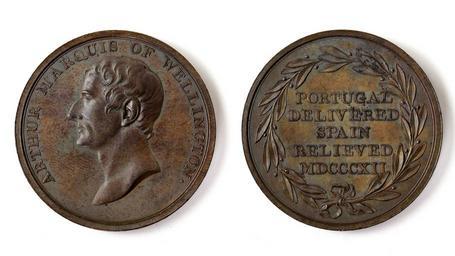 ARTHUR MARQUIS OF WELLINGTON.
PORTUGAL
DELIVERED
SPAIN
RELIEVED
MDCCCXII